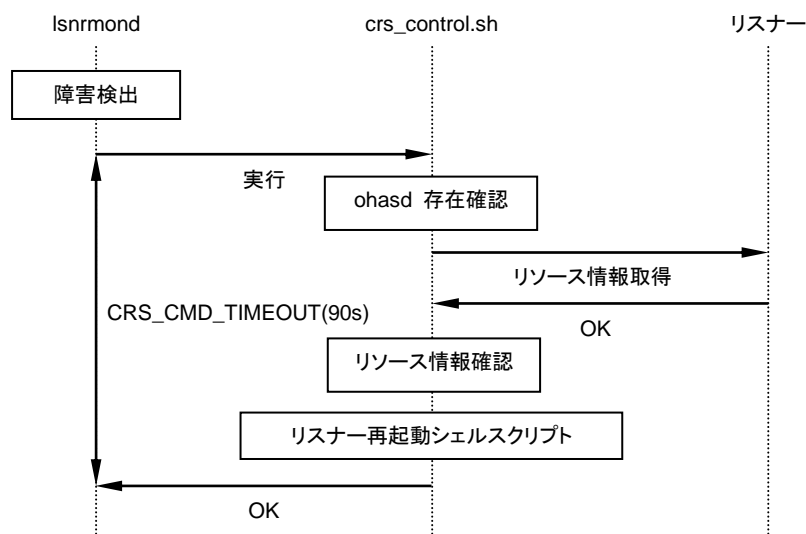 lsnrmond
crs_control.sh
リスナー
障害検出
実行
ohasd 存在確認
リソース情報取得
CRS_CMD_TIMEOUT(90s)
OK
リソース情報確認
リスナー再起動シェルスクリプト
OK